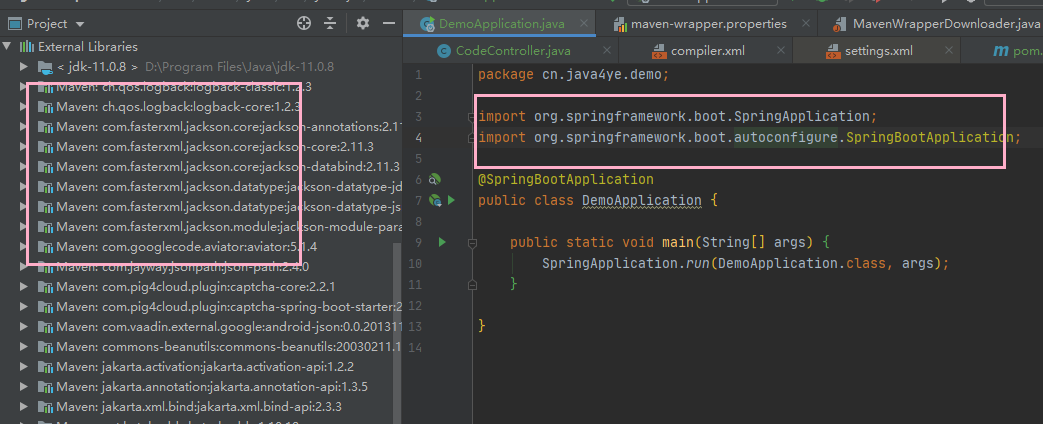 Project
External Libraries
< jdk-11.0.8 > D:\Program Files\Java\jdk-11.0.8
Maven: ch.qos.logback:logback-classic:1.2.3
Maven: ch.qos.logback:logback-core:1.2.3
Maven: com.fasterxml.jackson.core:jackson-annotations:2.11
Maven: com.fasterxml.jackson.core:jackson-core:2.11.3
Maven: com.fasterxml.jackson.core:jackson-databind:2.11.3
Maven: com.fasterxml.jackson.datatype:jackson-datatype-jd
Maven: com.fasterxml.jackson.datatype:jackson-datatype-js
Maven: com.fasterxml.jackson.module:jackson-module-para
Maven: com.googlecode.aviator:aviator:5.1.4
Maven: com.jayway.jsonpath:json-path:2.4.0
Maven: com.pig4cloud.plugin:captcha-core:2.2.1
Maven: com.pig4cloud.plugin:captcha-spring-boot-starter:2
Maven: com.vaadin.external.google:android-json:0.0.201311
Maven: commons-beanutils:commons-beanutils:20030211.1
Maven: jakarta.activation:jakarta.activation-api:1.2.2
Maven: jakarta.annotation:jakarta.annotation-api:1.3.5
Maven: jakarta.xml.bind:jakarta.xml.bind-api:2.3.3
DemoApplication.java
maven-wrapper.properties
MavenWrapperDownloader.java
CodeController.java
compiler.xml
settings.xml
pom.
1 package cn.java4ye.demo;
2
3 import org.springframework.boot.SpringApplication;
4 import org.springframework.boot.autoconfigure.SpringBootApplication;
5
6 @SpringBootApplication
7 public class DemoApplication {
8
9 public static void main(String[] args) {
10 SpringApplication.run(DemoApplication.class, args);
11 }
12
13 }
14